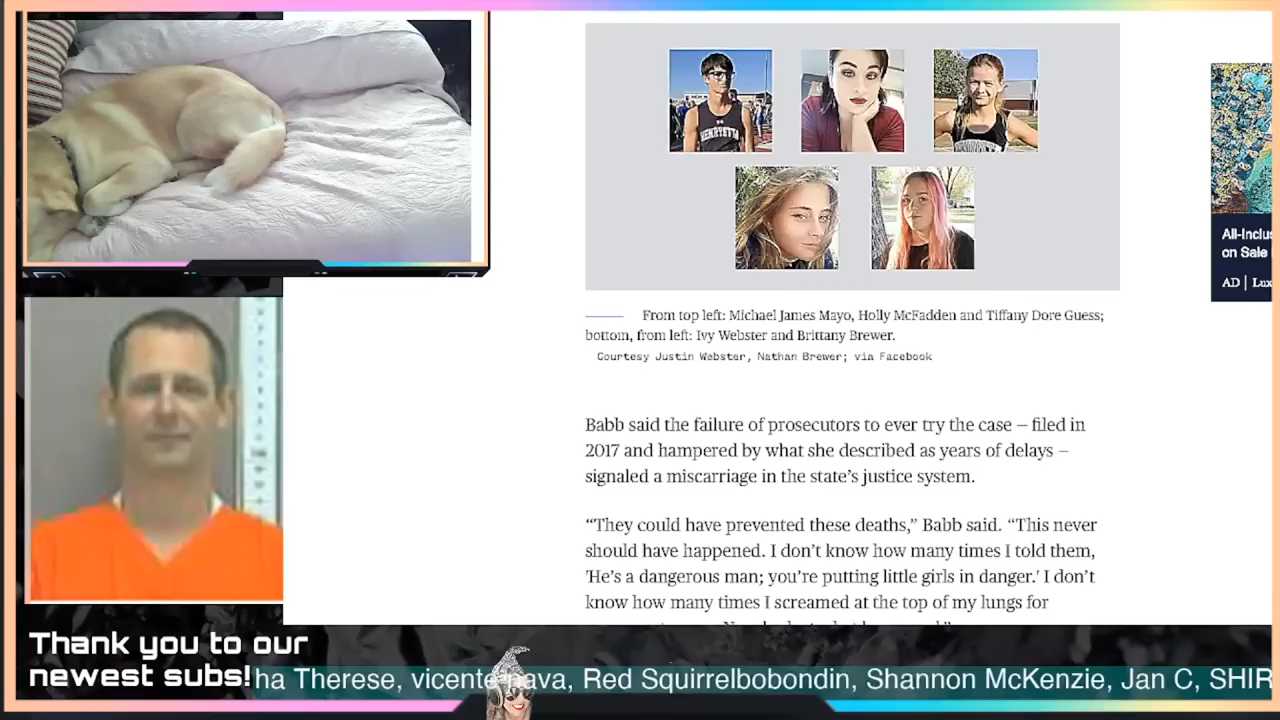 HENRYETTA
From top left: Michael James Mayo, Holly McFadden and Tiffany Dore Guess;
bottom, from left: Ivy Webster and Brittany Brewer.
Courtesy Justin Webster, Nathan Brewer; via Facebook
All-Inclus
on Sale
AD | Lux
Babb said the failure of prosecutors to ever try the case – filed in
2017 and hampered by what she described as years of delays –
signaled a miscarriage in the state's justice system.
“They could have prevented these deaths,” Babb said. “This never
should have happened. I don't know how many times I told them,
'He's a dangerous man; you're putting little girls in danger.' I don't
know how many times I screamed at the top of my lungs for
Thank you to our
newest subs!
ha Therese, vicente nava, Red Squirrelbobondin, Shannon McKenzie, Jan C, SHIR